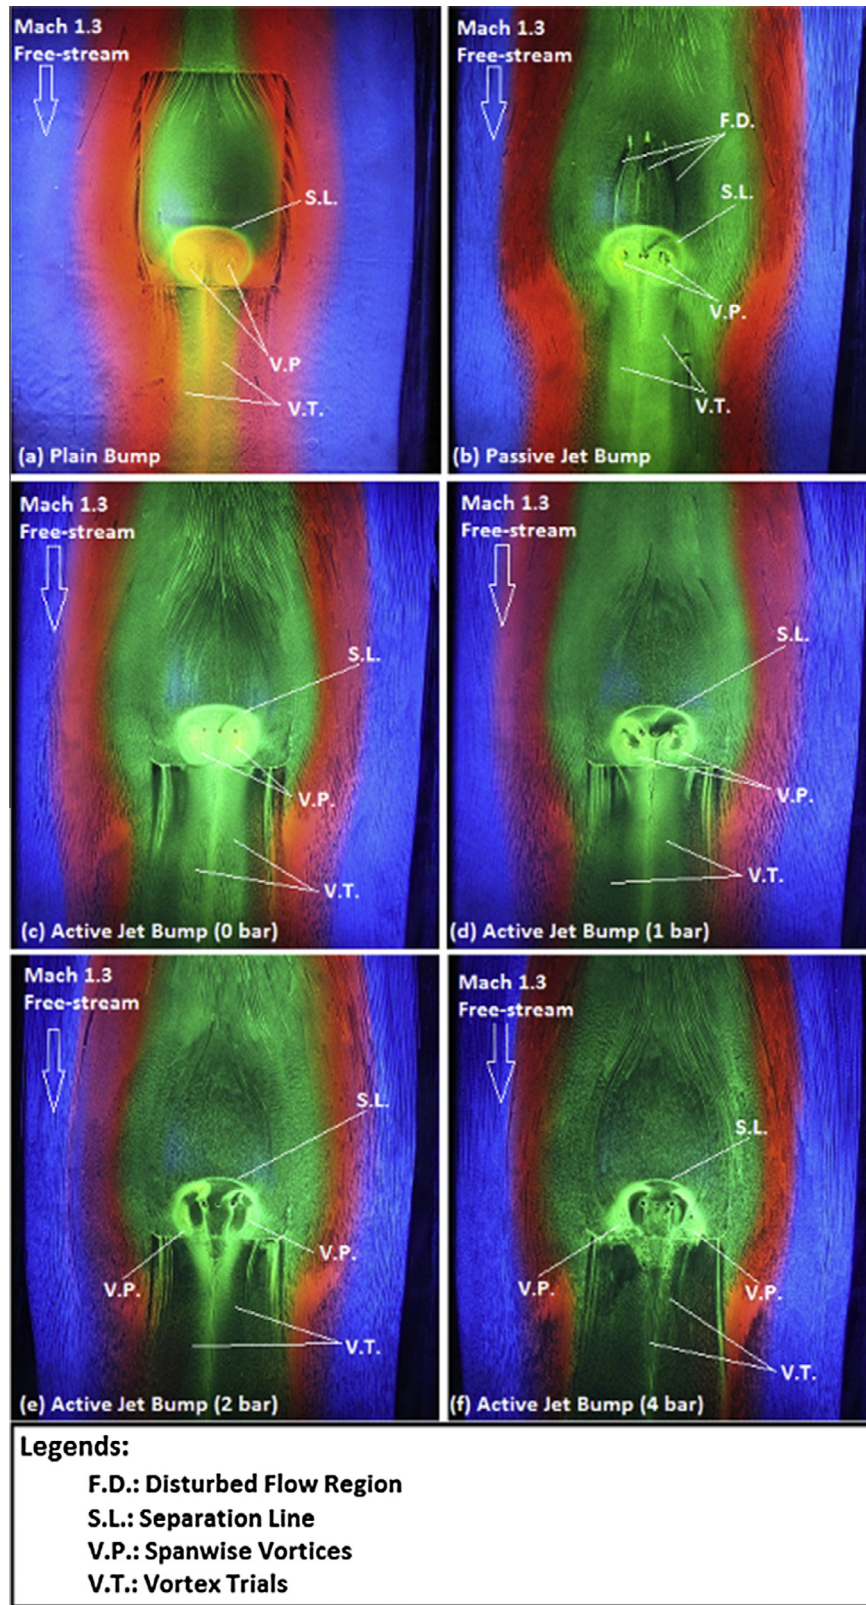 Mach 1.3
Free-stream
S.L.
V.P
V.T.
(a) Plain Bump
Mach 1.3
Free-stream
F.D.
S.L.
V.P.
V.T.
(b) Passive Jet Bump
Mach 1.3
Free-stream
S.L.
V.P.
V.T.
(c) Active Jet Bump (0 bar)
Mach 1.3
Free-stream
S.L.
V.P.
V.T.
(d) Active Jet Bump (1 bar)
Mach 1.3
Free-stream
S.L.
V.P.
V.P.
V.T.
(e) Active Jet Bump (2 bar)
Mach 1.3
Free-stream
S.L.
V.P.
V.P.
V.T.
(f) Active Jet Bump (4 bar)
Legends:
F.D.: Disturbed Flow Region
S.L.: Separation Line
V.P.: Spanwise Vortices
V.T.: Vortex Trials